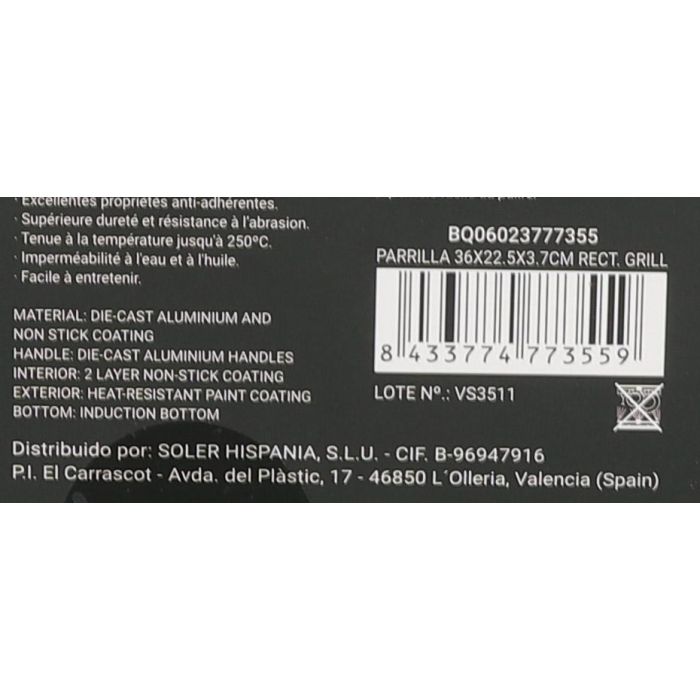 · Excellentes propriétés anti-adhérentes.
· Supérieure dureté et résistance à l'abrasion.
· Tenue à la température jusqu'à 250ºC.
· Imperméabilité à l'eau et à l'huile.
· Facile à entretenir.
MATERIAL: DIE-CAST ALUMINIUM AND
NON STICK COATING
HANDLE: DIE-CAST ALUMINIUM HANDLES
INTERIOR: 2 LAYER NON-STICK COATING
EXTERIOR: HEAT-RESISTANT PAINT COATING
BOTTOM: INDUCTION BOTTOM
BQ06023777355
PARRILLA 36X22.5X3.7CM RECT. GRILL
8 433774 773559
LOTE Nº.: VS3511
Distribuido por: SOLER HISPANIA, S.L.U. - CIF. B-96947916
P.I. El Carrascot - Avda. del Plàstic, 17 - 46850 L´Olleria, Valencia (Spain)